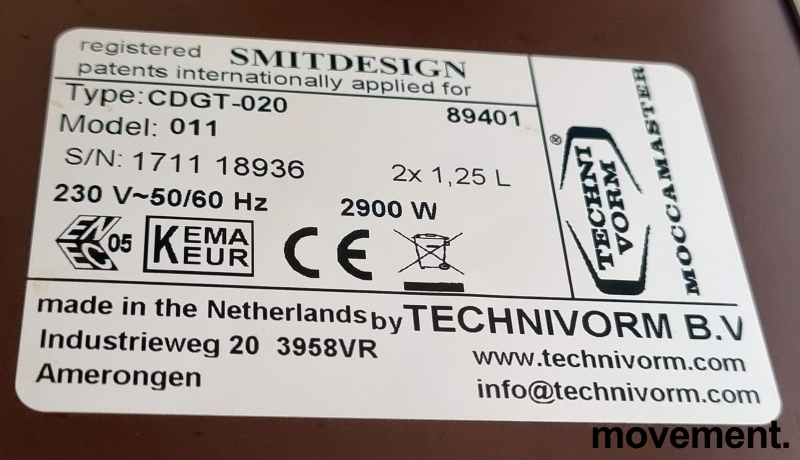 registered SMITDESIGN
patents internationally applied for
Type:CDGT-020 89401
Model: 011
S/N: 1711 18936 2x 1,25 L
230 V~50/60 Hz 2900 W
ENEC 05 KEMA EUR CE
made in the Netherlands by TECHNIVORM B.V
Industrieweg 20 3958VR www.technivorm.com
Amerongen info@technivorm.com
® TECHNI
VORM
MOCCAMASTER
movement.